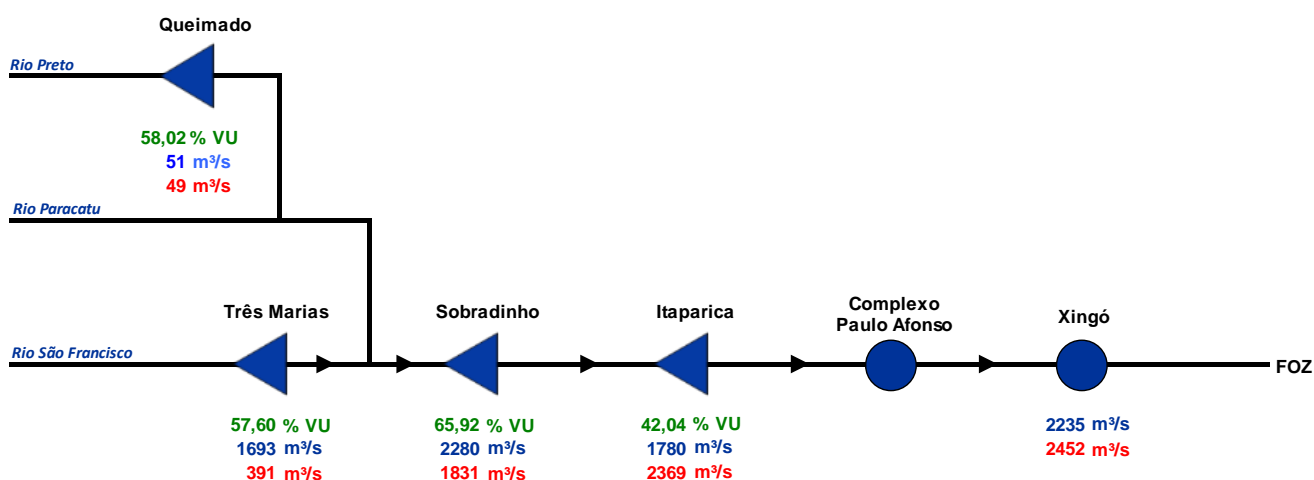 Queimado
Rio Preto
58,02 % VU
51 m³/s
49 m³/s
Rio Paracatu
Três Marias
Sobradinho
Itaparica
Complexo
Paulo Afonso
Xingó
Rio São Francisco
FOZ
57,60 % VU
1693 m³/s
391 m³/s
65,92 % VU
2280 m³/s
1831 m³/s
42,04 % VU
1780 m³/s
2369 m³/s
2235 m³/s
2452 m³/s